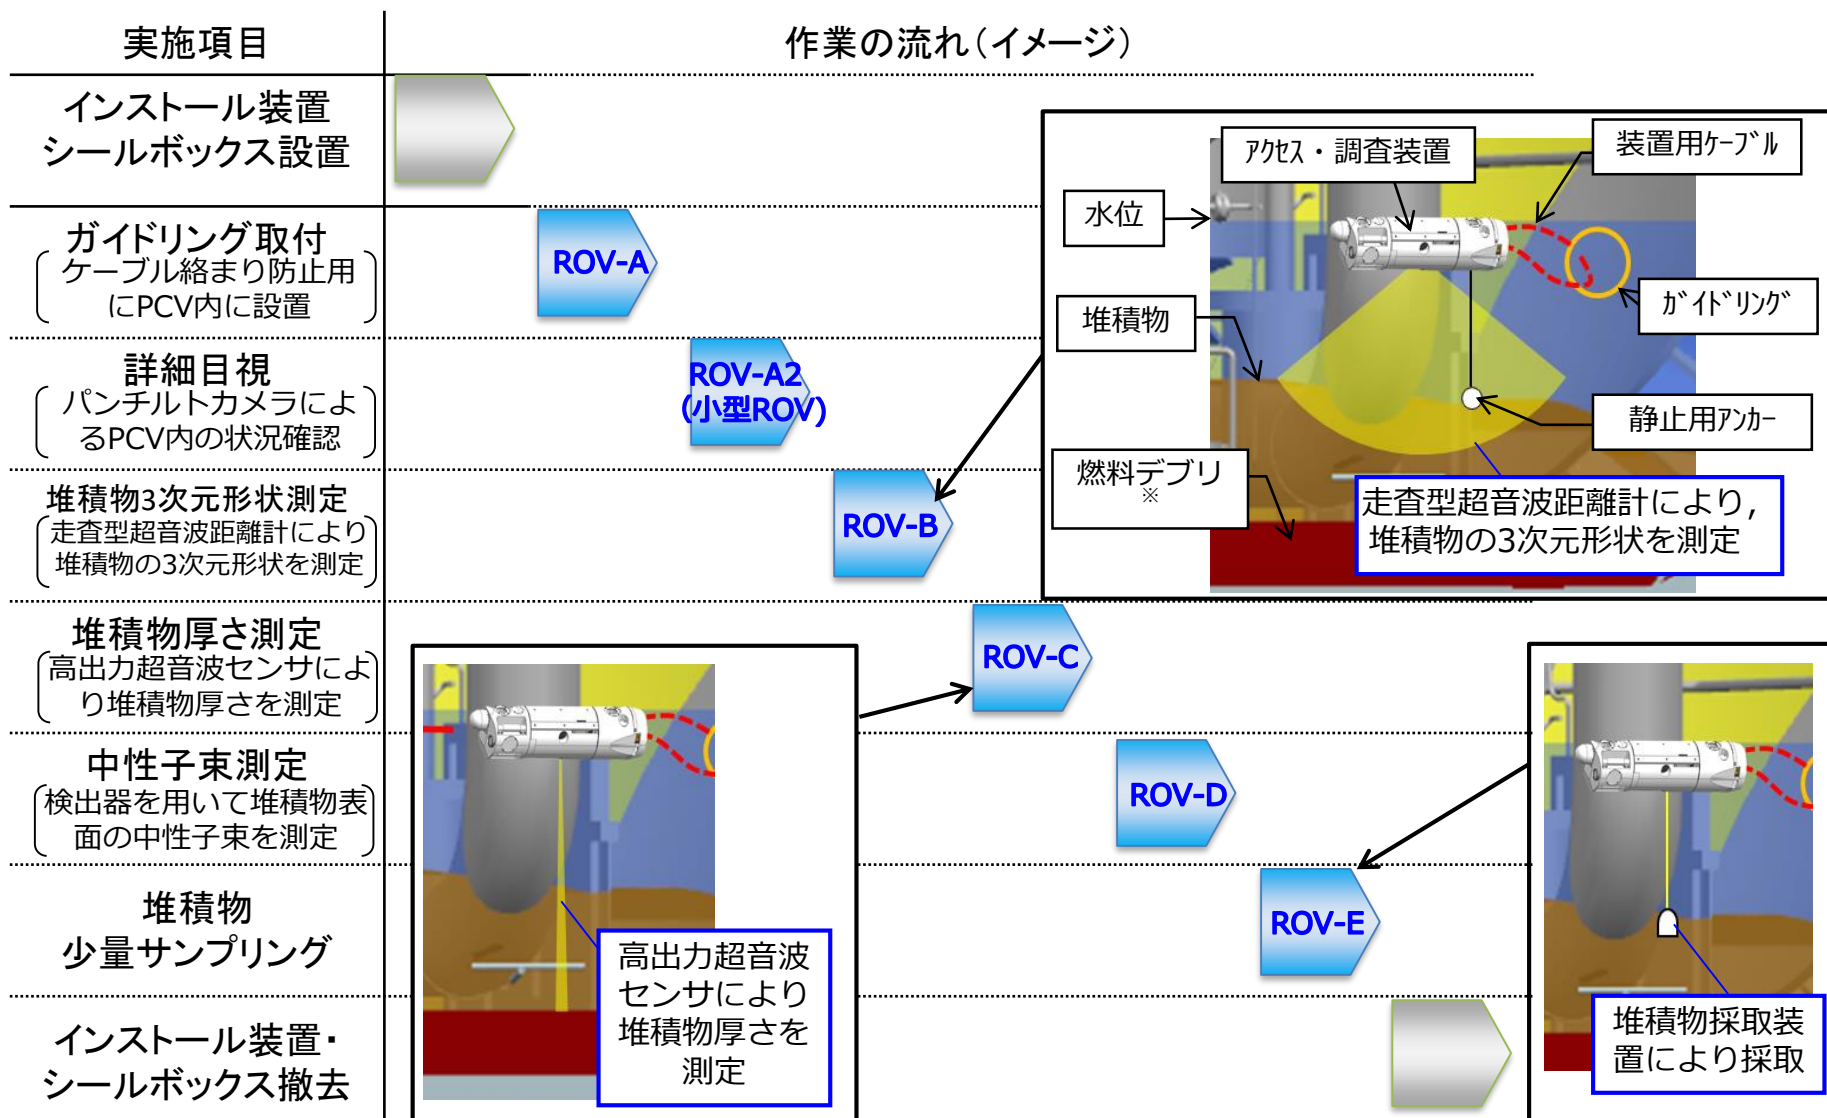 実施項目
作業の流れ（イメージ）
インストール装置
シールボックス設置
ガイドリング取付
ケーブル絡まり防止用
にPCV内に設置
ROV-A
詳細目視
パンチルトカメラによ
るPCV内の状況確認
ROV-A2
(小型ROV)
堆積物3次元形状測定
走査型超音波距離計により
堆積物の3次元形状を測定
ROV-B
アクセス・調査装置
装置用ケーブル
水位
ガイドリング
堆積物
静止用アンカー
燃料デブリ
※
走査型超音波距離計により，
堆積物の3次元形状を測定
堆積物厚さ測定
高出力超音波センサによ
り堆積物厚さを測定
ROV-C
中性子束測定
検出器を用いて堆積物表
面の中性子束を測定
ROV-D
堆積物
少量サンプリング
ROV-E
高出力超音波
センサにより
堆積物厚さを
測定
堆積物採取装
置により採取
インストール装置・
シールボックス撤去